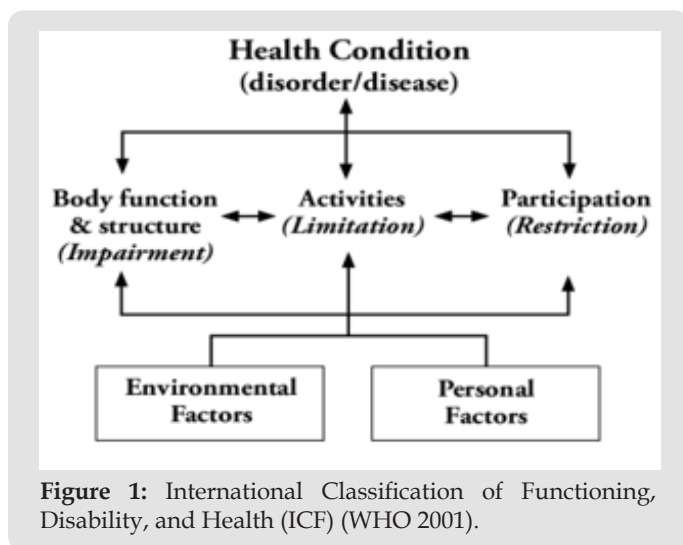 Health Condition
(disorder/disease)
Body function
& structure
(Impairment)
Activities
(Limitation)
Participation
(Restriction)
Environmental
Factors
Personal
Factors
Figure 1: International Classification of Functioning,
Disability, and Health (ICF) (WHO 2001).